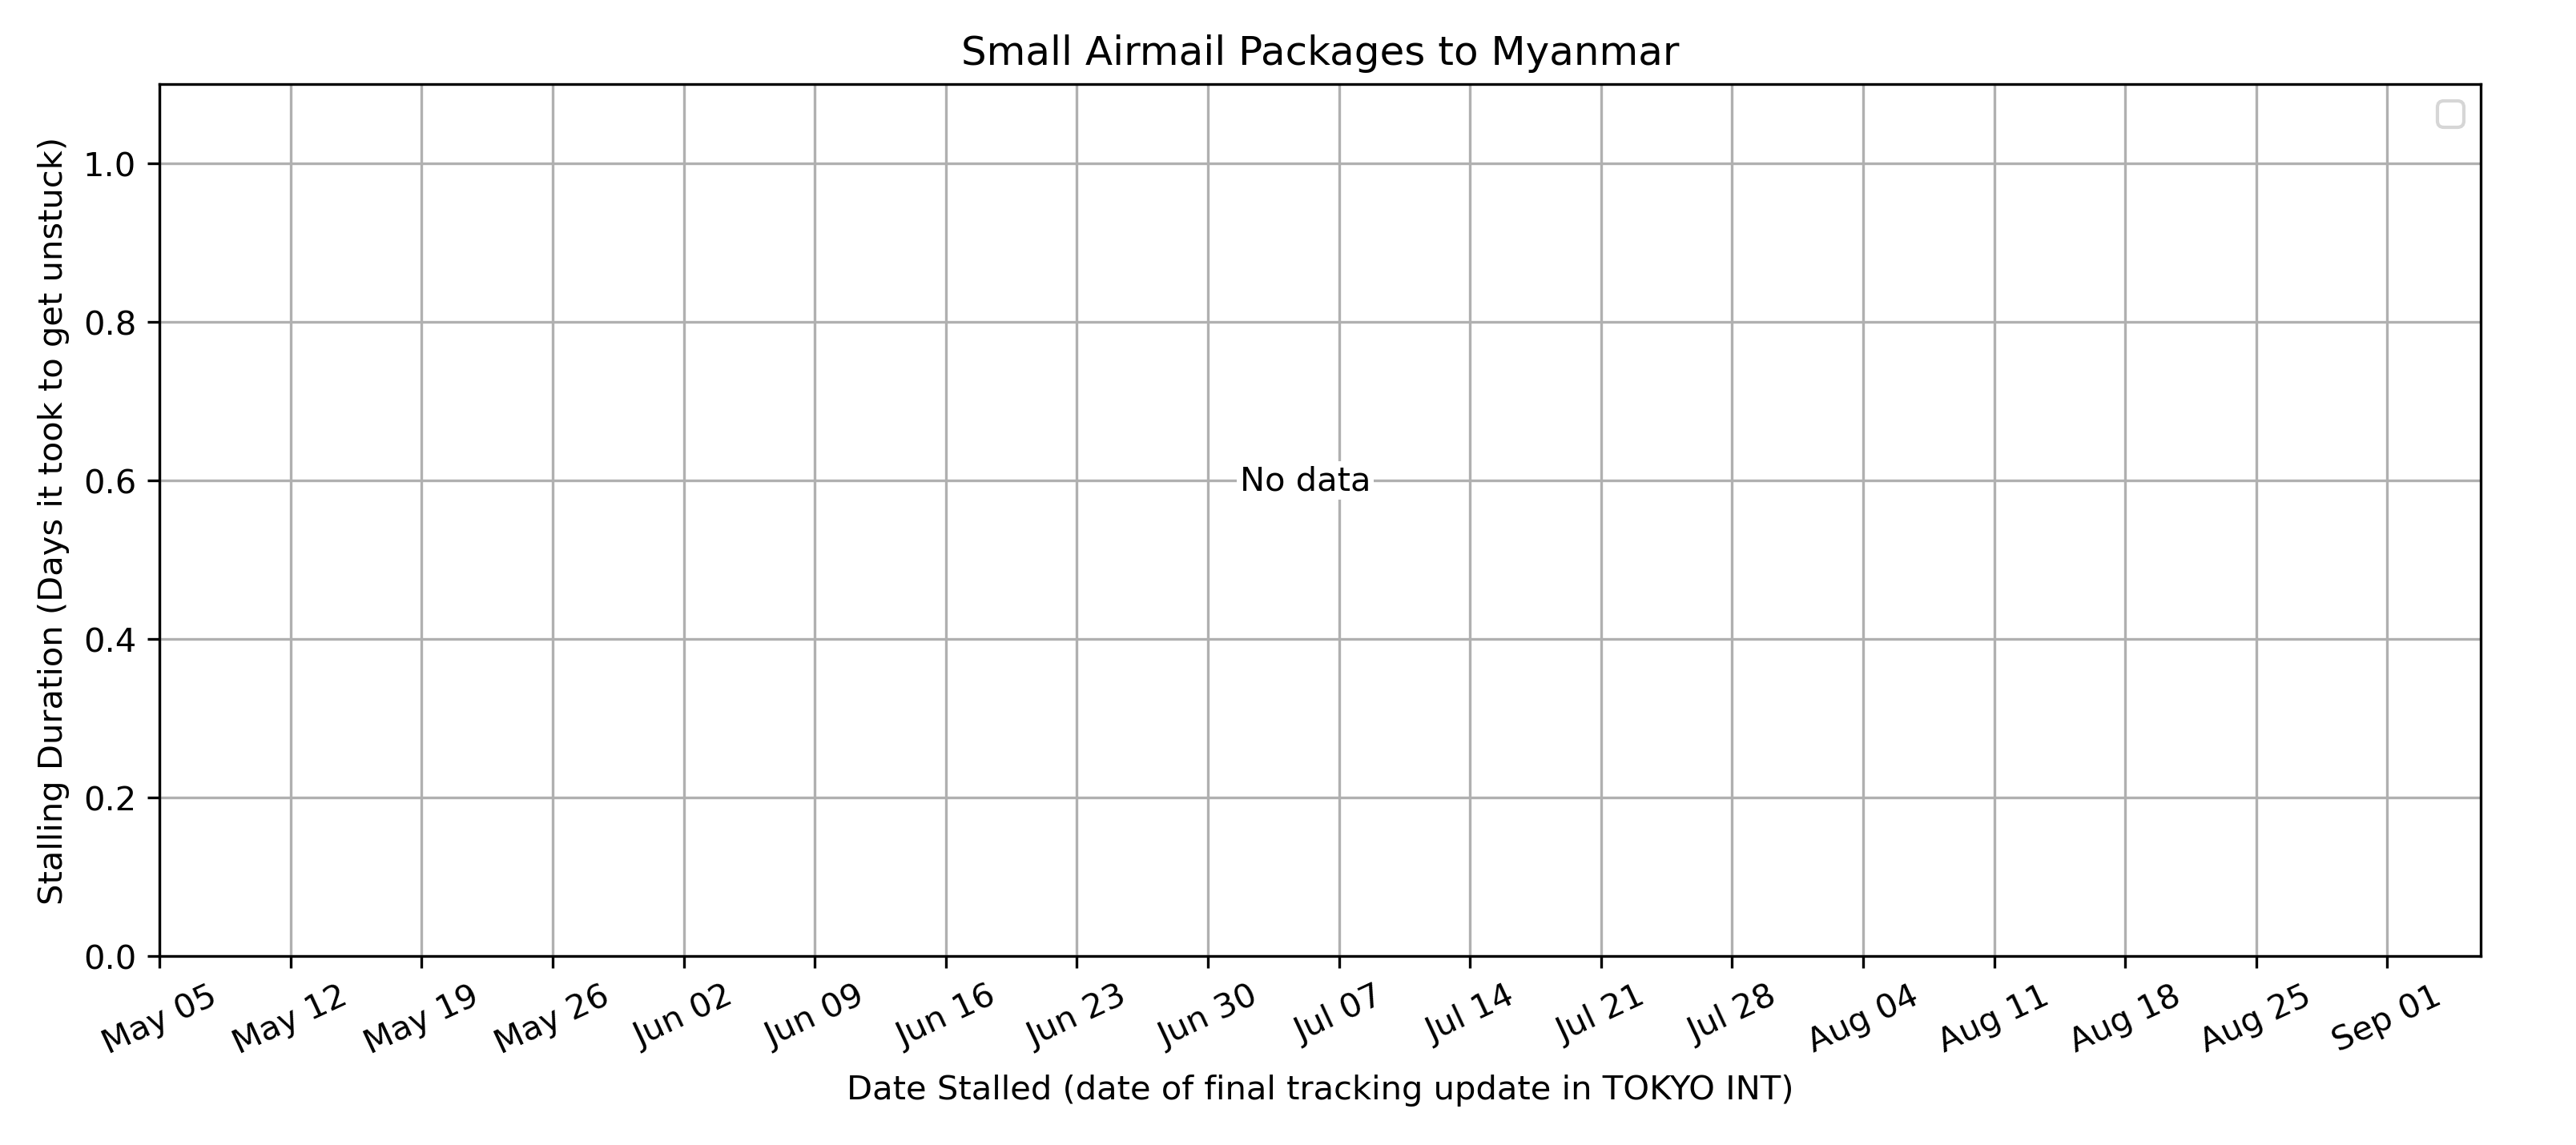 Small Airmail Packages to Myanmar
Stalling Duration (Days it took to get unstuck)
1.0
0.8
0.6
0.4
0.2
0.0
No data
May 05
May 12
May 19
May 26
Jun 02
Jun 09
Jun 16
Jun 23
Jun 30
Jul 07
Jul 14
Jul 21
Jul 28
Aug 04
Aug 11
Aug 18
Aug 25
Sep 01
Date Stalled (date of final tracking update in TOKYO INT)